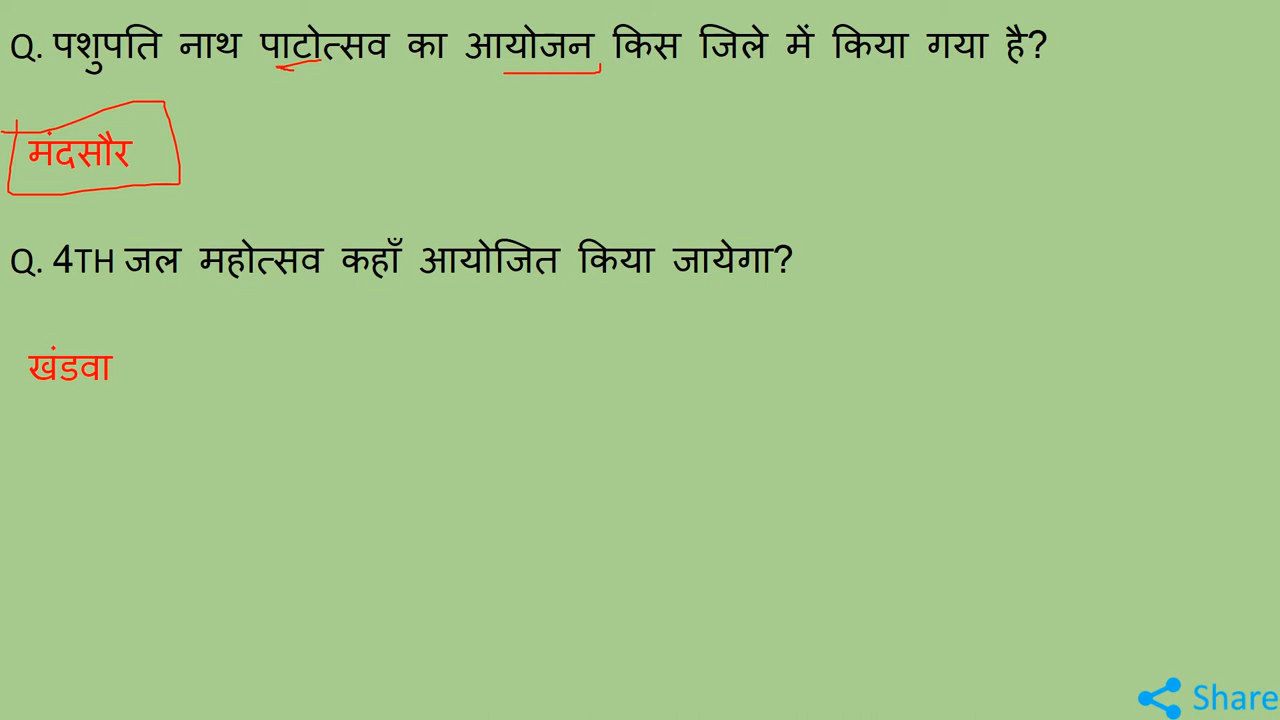 Q. पशुपति नाथ पाटोत्सव का आयोजन किस जिले में किया गया है?
मंदसौर
Q. 4TH जल महोत्सव कहाँ आयोजित किया जायेगा?
खंडवा
Share